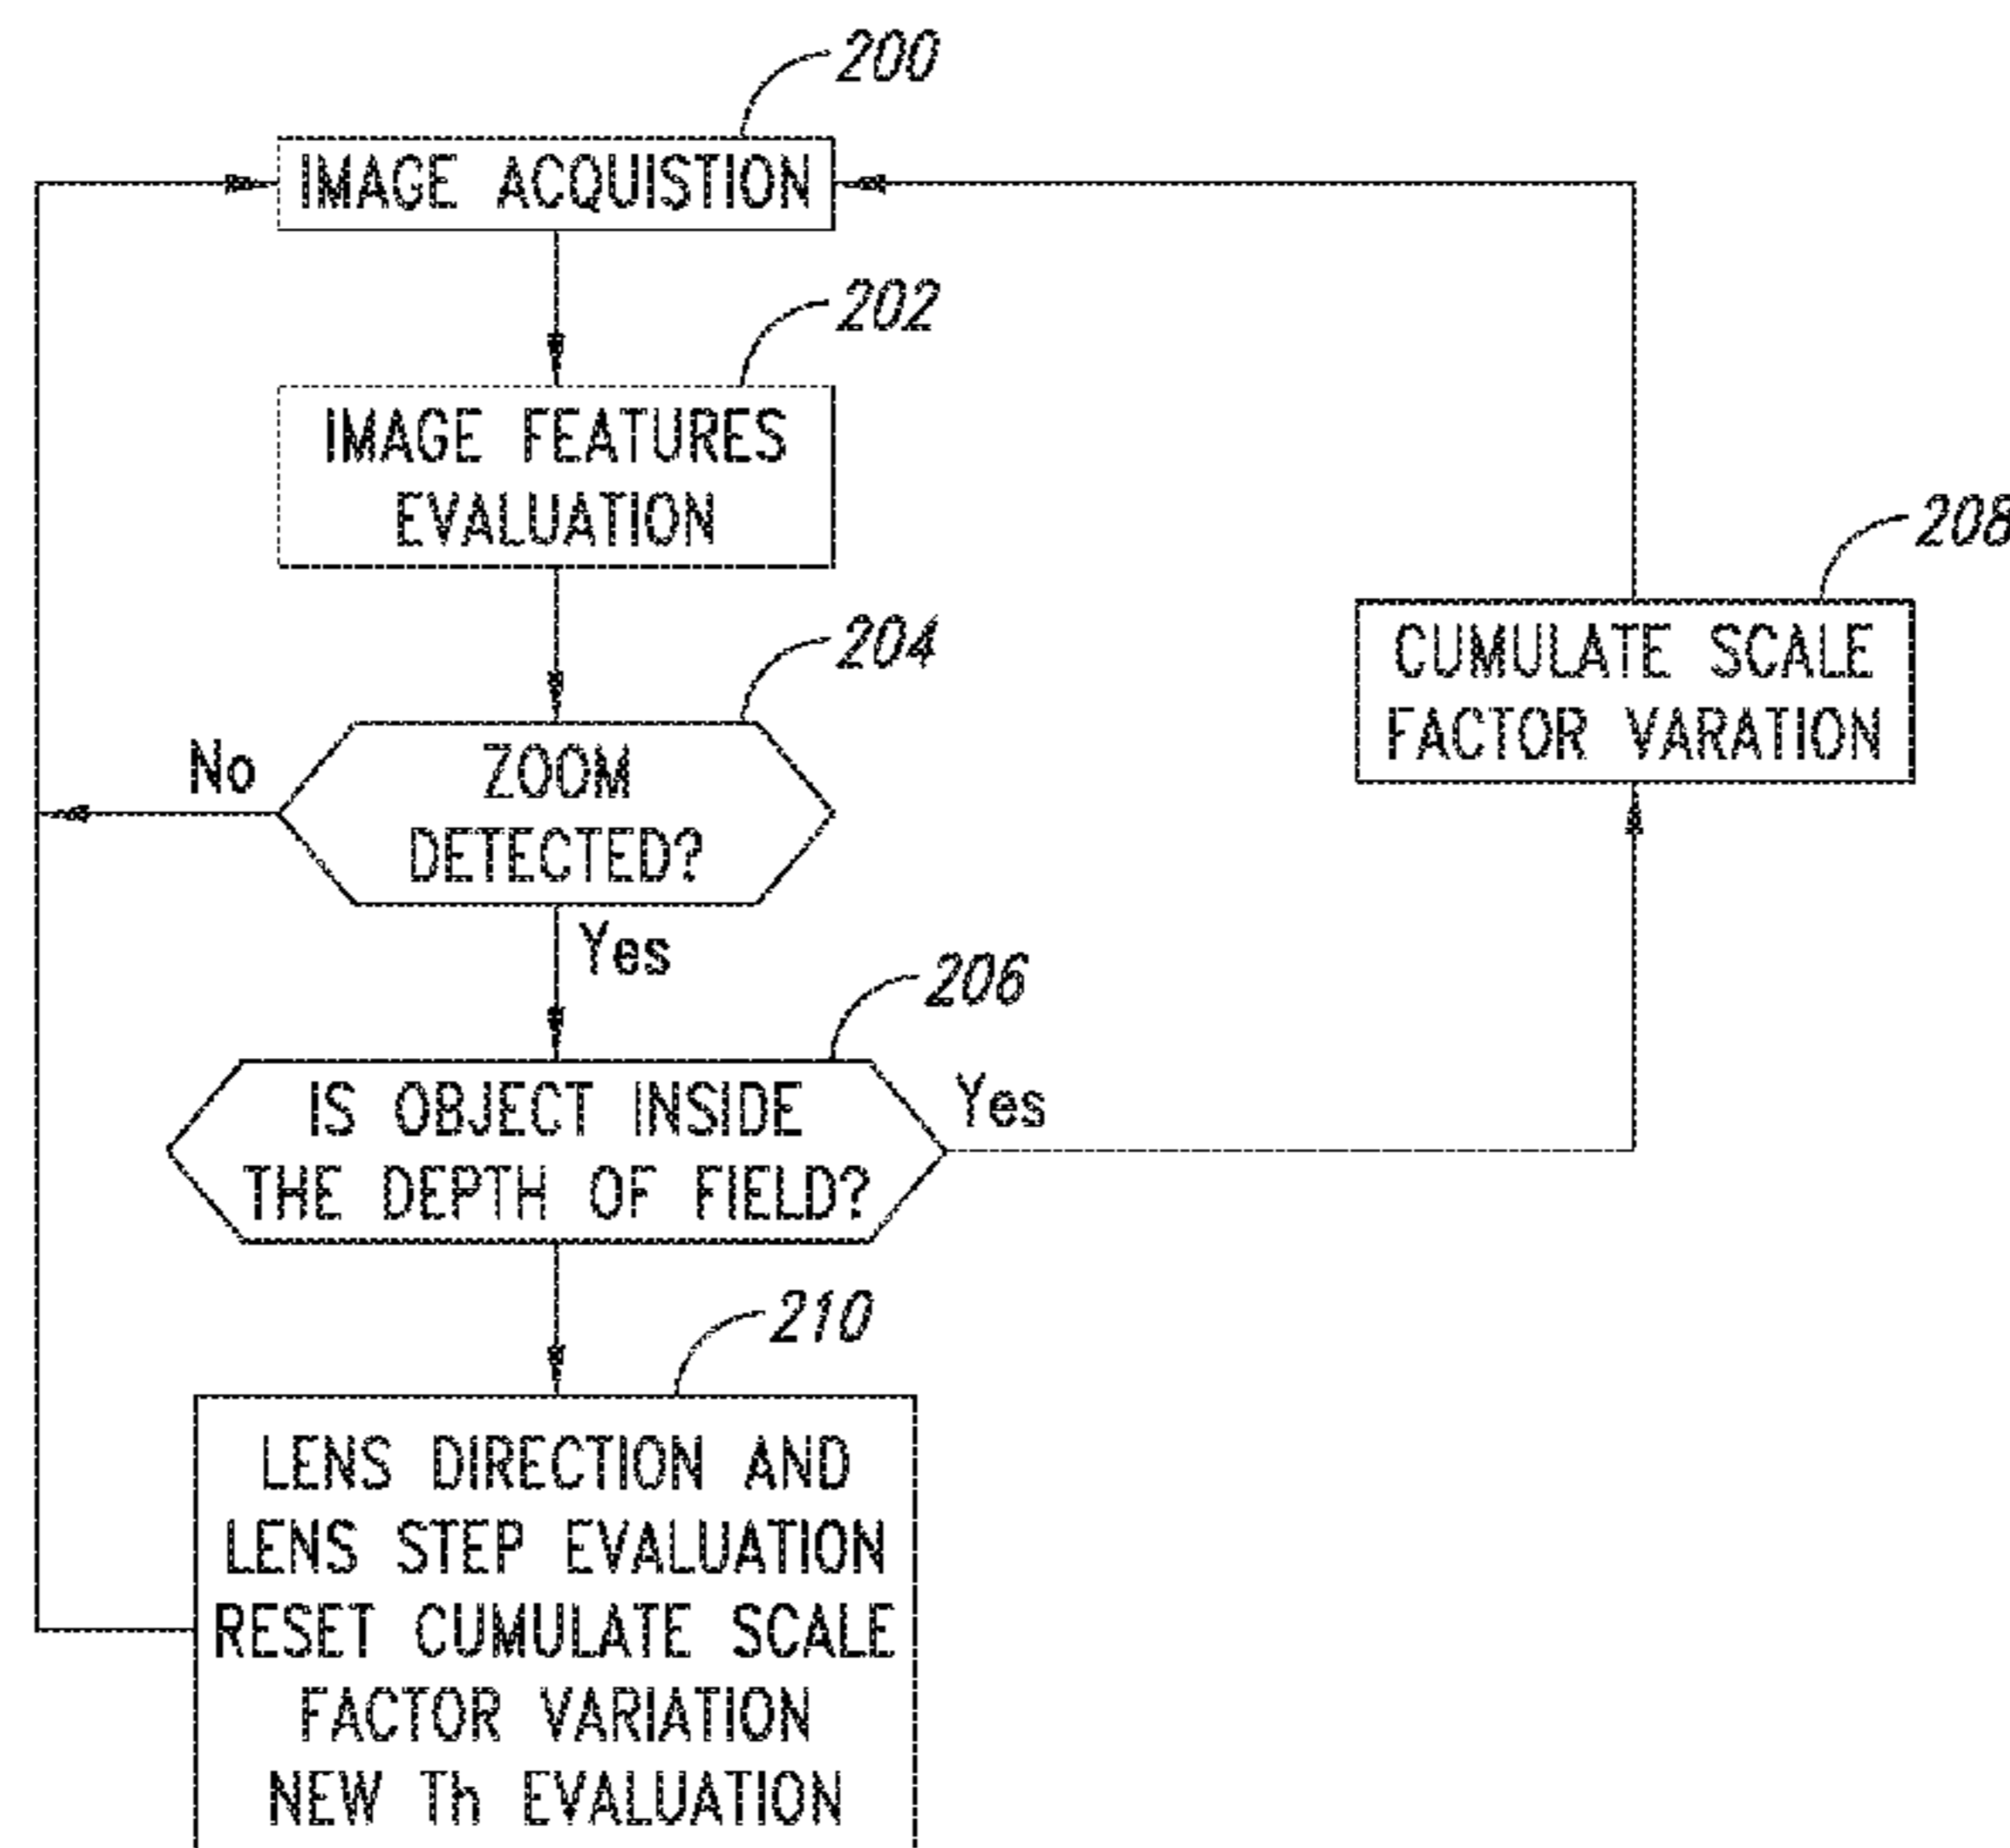 200
IMAGE ACQUISTION
202
IMAGE FEATURES
EVALUATION
204
ZOOM
DETECTED?
No
Yes
206
IS OBJECT INSIDE
THE DEPTH OF FIELD?
Yes
208
CUMULATE SCALE
FACTOR VARATION
210
LENS DIRECTION AND
LENS STEP EVALUATION
RESET CUMULATE SCALE
FACTOR VARIATION
NEW Th EVALUATION